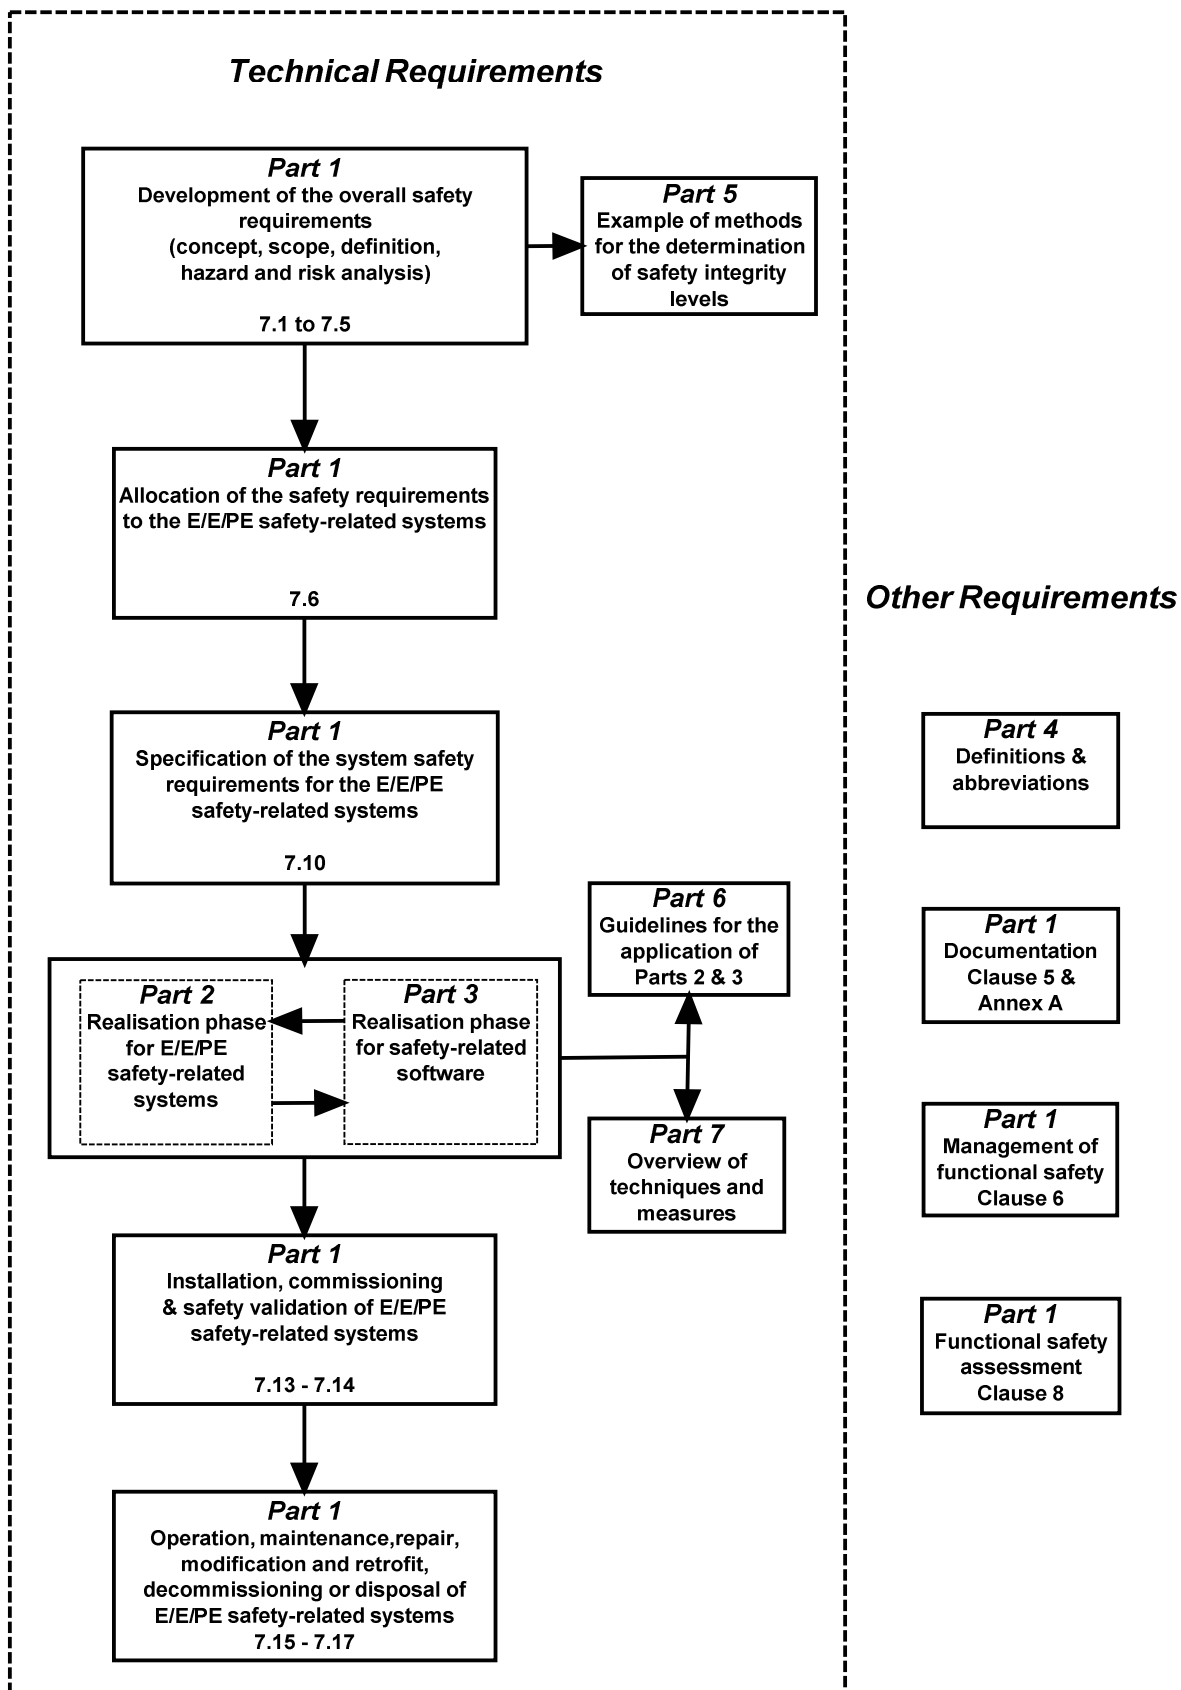 Technical Requirements
Part 1
Development of the overall safety
requirements
(concept, scope, definition,
hazard and risk analysis)
7.1 to 7.5
Part 5
Example of methods
for the determination
of safety integrity
levels
Part 1
Allocation of the safety requirements
to the E/E/PE safety-related systems
7.6
Part 1
Specification of the system safety
requirements for the E/E/PE
safety-related systems
7.10
Part 2
Realisation phase
for E/E/PE
safety-related
systems
Part 3
Realisation phase
for safety-related
software
Part 6
Guidelines for the
application of
Parts 2 & 3
Part 7
Overview of
techniques and
measures
Part 1
Installation, commissioning
& safety validation of E/E/PE
safety-related systems
7.13 - 7.14
Part 1
Operation, maintenance,repair,
modification and retrofit,
decommissioning or disposal of
E/E/PE safety-related systems
7.15 - 7.17
Other Requirements
Part 4
Definitions &
abbreviations
Part 1
Documentation
Clause 5 &
Annex A
Part 1
Management of
functional safety
Clause 6
Part 1
Functional safety
assessment
Clause 8